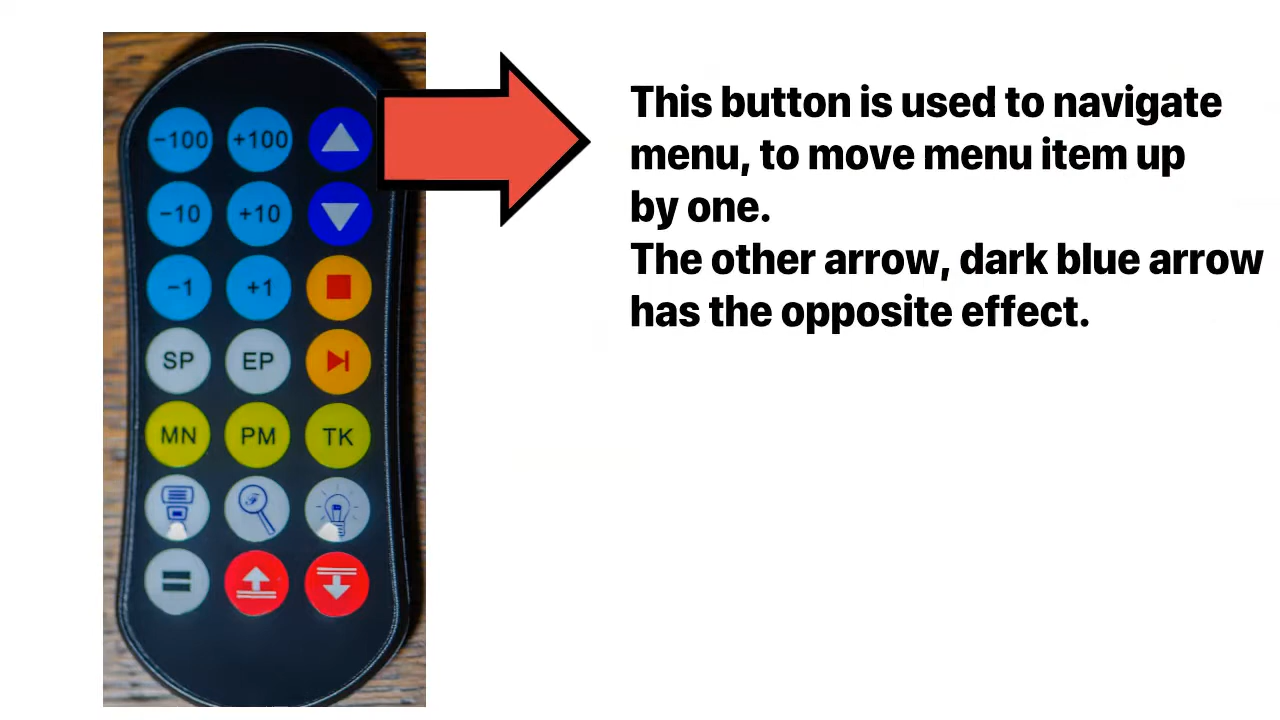 This button is used to navigate
menu, to move menu item up
by one.
The other arrow, dark blue arrow
has the opposite effect.
−100 +100
−10 +10
−1 +1
SP EP
MN PM TK